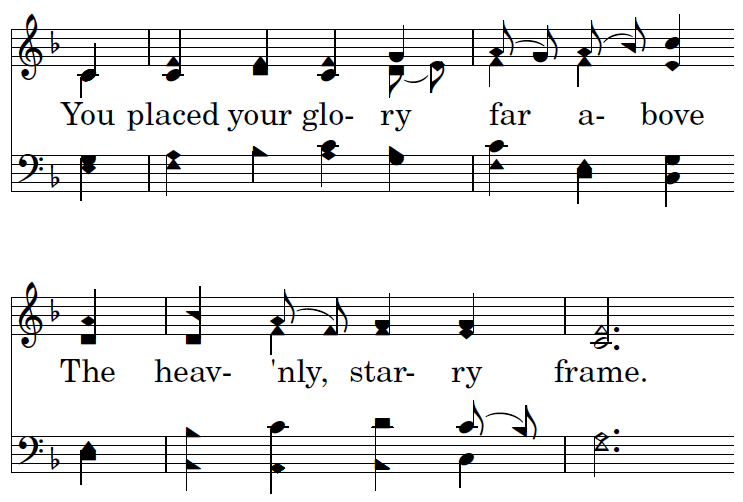 You placed your glo- ry far a- bove
The heav- 'nly, star- ry frame.